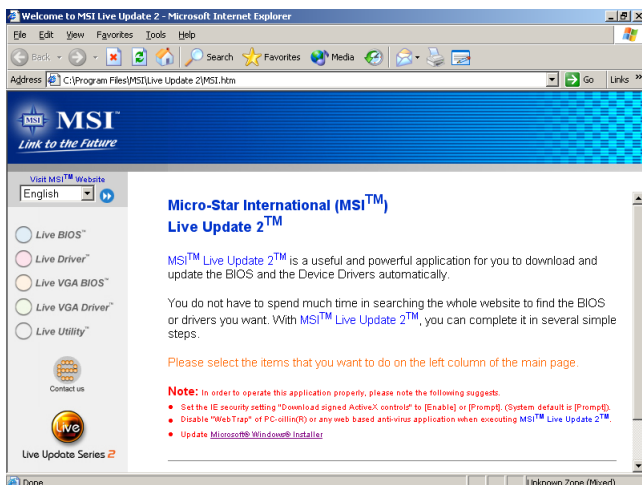 Welcome to MSI Live Update 2 - Microsoft Internet Explorer
File Edit View Favorites Tools Help
Back Search Favorites Media
Address C:\Program Files\MSI\Live Update 2\MSI.htm Go Links »
MSI MSI™
Link to the Future
Visit MSI™ Website
English
Live BIOS™
Live Driver™
Live VGA BIOS™
Live VGA Driver™
Live Utility™
Contact us
Live
Live Update Series 2
Micro-Star International (MSI™)
Live Update 2™
MSI™ Live Update 2™ is a useful and powerful application for you to download and
update the BIOS and the Device Drivers automatically.
You do not have to spend much time in searching the whole website to find the BIOS
or drivers you want. With MSI™ Live Update 2™, you can complete it in several simple
steps.
Please select the items that you want to do on the left column of the main page.
Note: In order to operate this application properly, please note the following suggests.
• Set the IE security setting "Download signed ActiveX controls" to [Enable] or [Prompt]. (System default is [Prompt]).
• Disable "WebTrap" of PC-cillin(R) or any web based anti-virus application when executing MSI™ Live Update 2™.
• Update Microsoft® Windows® Installer
Done Unknown Zone (Mixed)